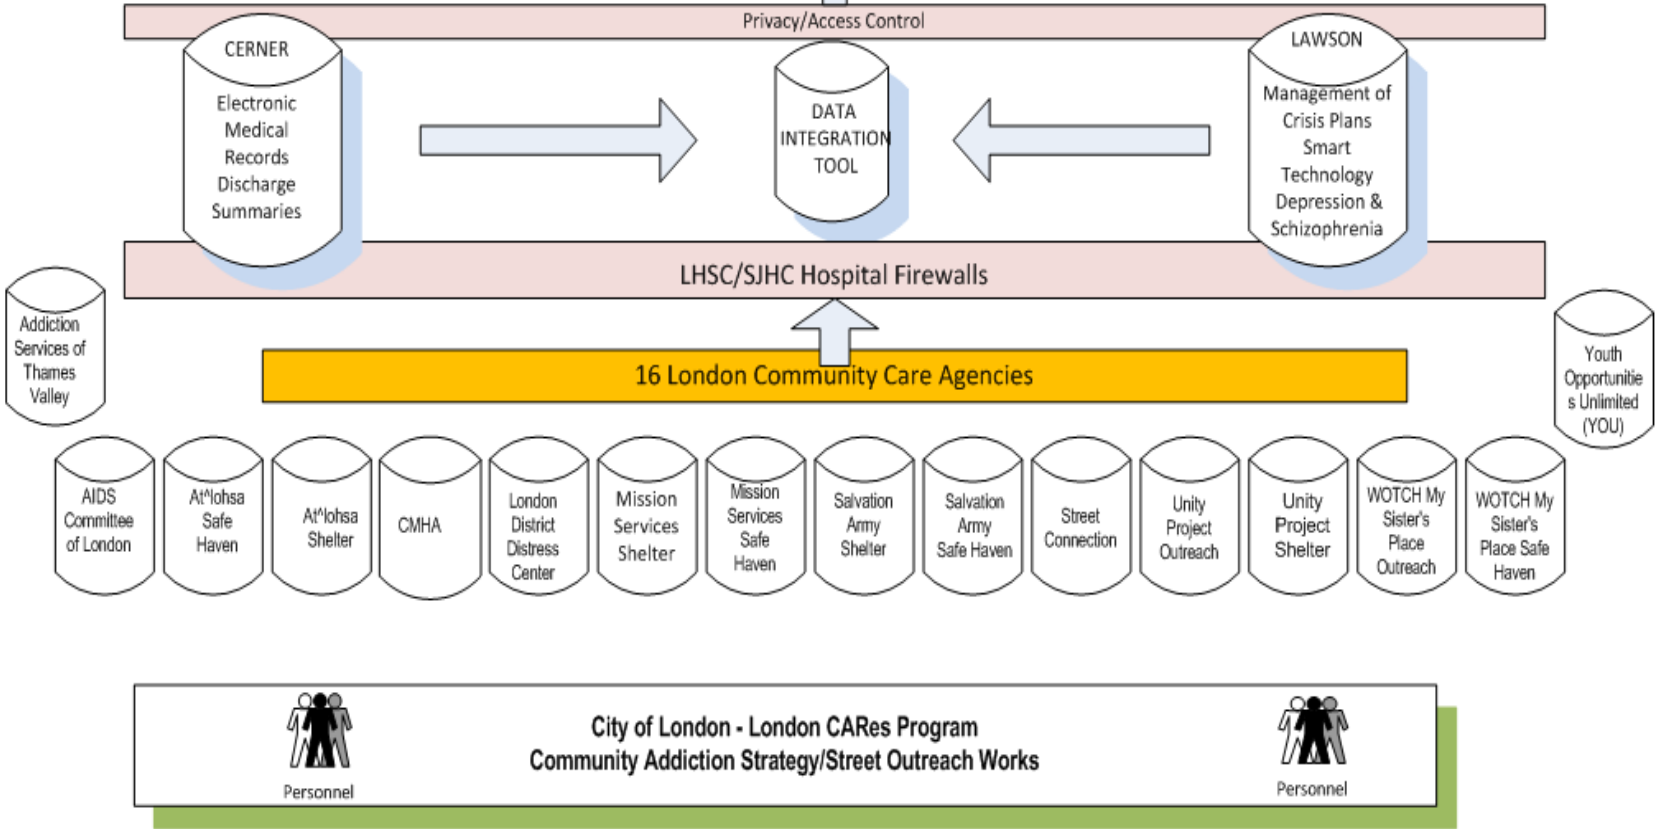 Privacy/Access Control
CERNER
Electronic
Medical
Records
Discharge
Summaries
DATA
INTEGRATION
TOOL
LAWSON
Management of
Crisis Plans
Smart
Technology
Depression &
Schizophrenia
LHSC/SJHC Hospital Firewalls
Addiction
Services of
Thames
Valley
16 London Community Care Agencies
Youth
Opportunitie
s Unlimited
(YOU)
AIDS
Committee
of London
At^lohsa
Safe
Haven
At^lohsa
Shelter
CMHA
London
District
Distress
Center
Mission
Services
Shelter
Mission
Services
Safe
Haven
Salvation
Army
Shelter
Salvation
Army
Safe Haven
Street
Connection
Unity
Project
Outreach
Unity
Project
Shelter
WOTCH My
Sister's
Place
Outreach
WOTCH My
Sister's
Place Safe
Haven
City of London - London CARes Program
Community Addiction Strategy/Street Outreach Works
Personnel
Personnel